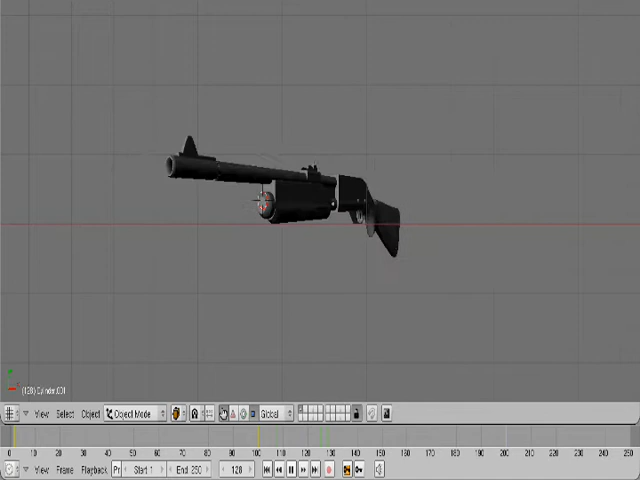 (128) Cylinder.001
View Select Object Object Mode Global
0 10 20 30 40 50 60 70 80 90 100 110 120 130 140 150 160 170 180 190 200 210 220 230 240 250
View Frame Playback Pr Start 1 End 250 128